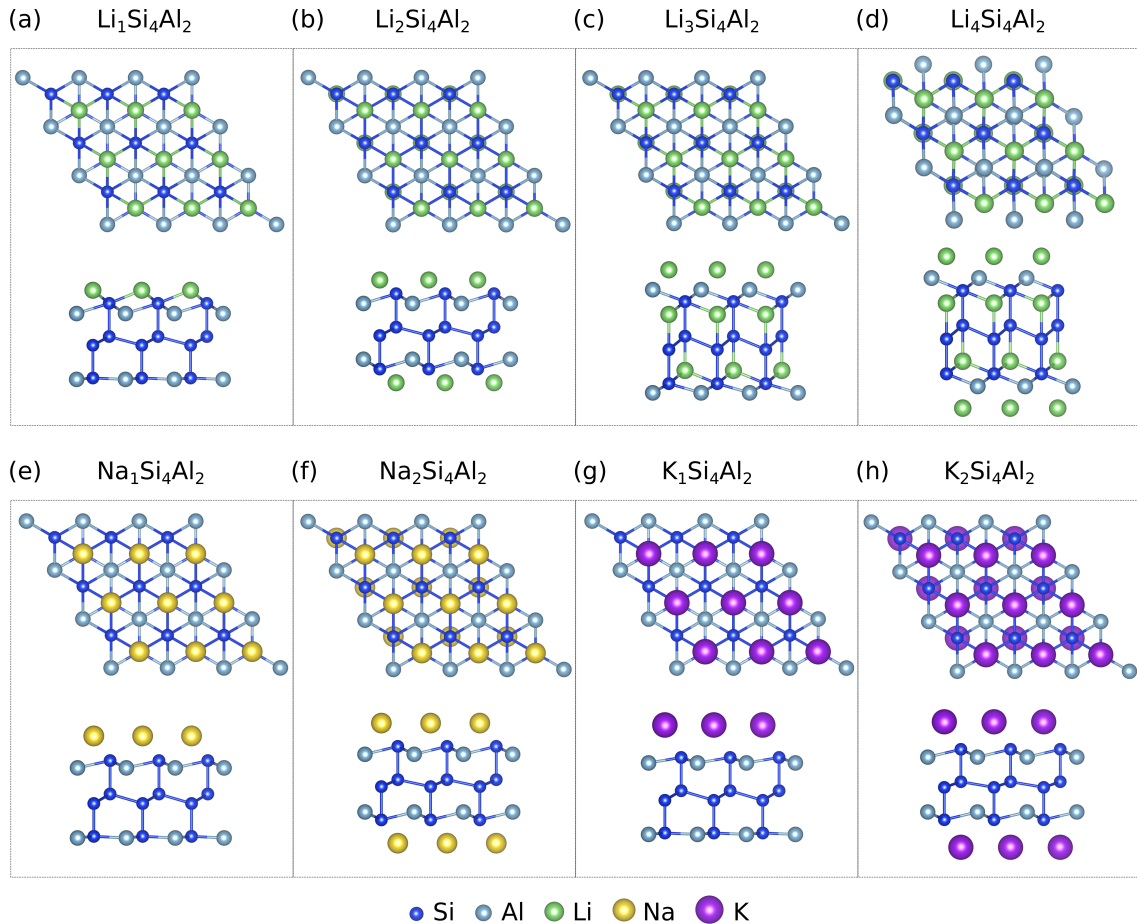 (a) Li₁Si₄Al₂ (b) Li₂Si₄Al₂ (c) Li₃Si₄Al₂ (d) Li₄Si₄Al₂
(e) Na₁Si₄Al₂ (f) Na₂Si₄Al₂ (g) K₁Si₄Al₂ (h) K₂Si₄Al₂
Si Al Li Na K